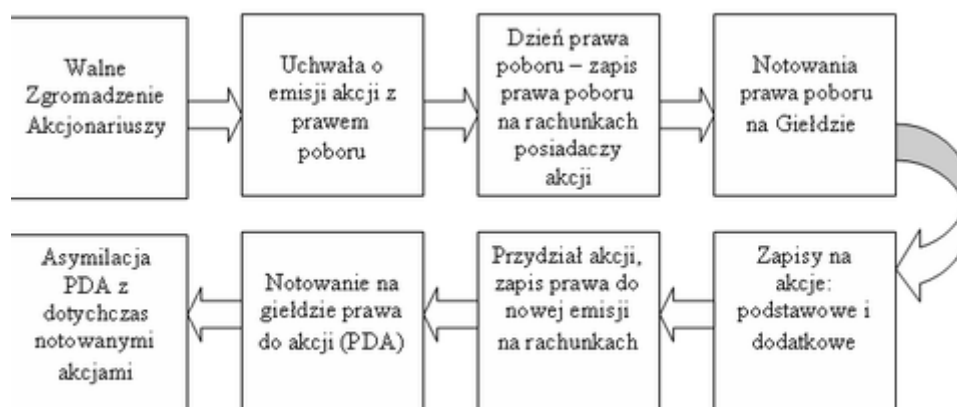 Walne
Zgromadzenie
Akcjonariuszy
Uchwała o
emisji akcji z
prawem
poboru
Dzień prawa
poboru – zapis
prawa poboru
na rachunkach
posiadaczy
akcji
Notowania
prawa poboru
na Giełdzie
Zapisy na
akcje:
podstawowe i
dodatkowe
Przydział akcji,
zapis prawa do
nowej emisji
na rachunkach
Notowanie na
giełdzie prawa
do akcji (PDA)
Asymilacja
PDA z
dotychczas
notowanymi
akcjami